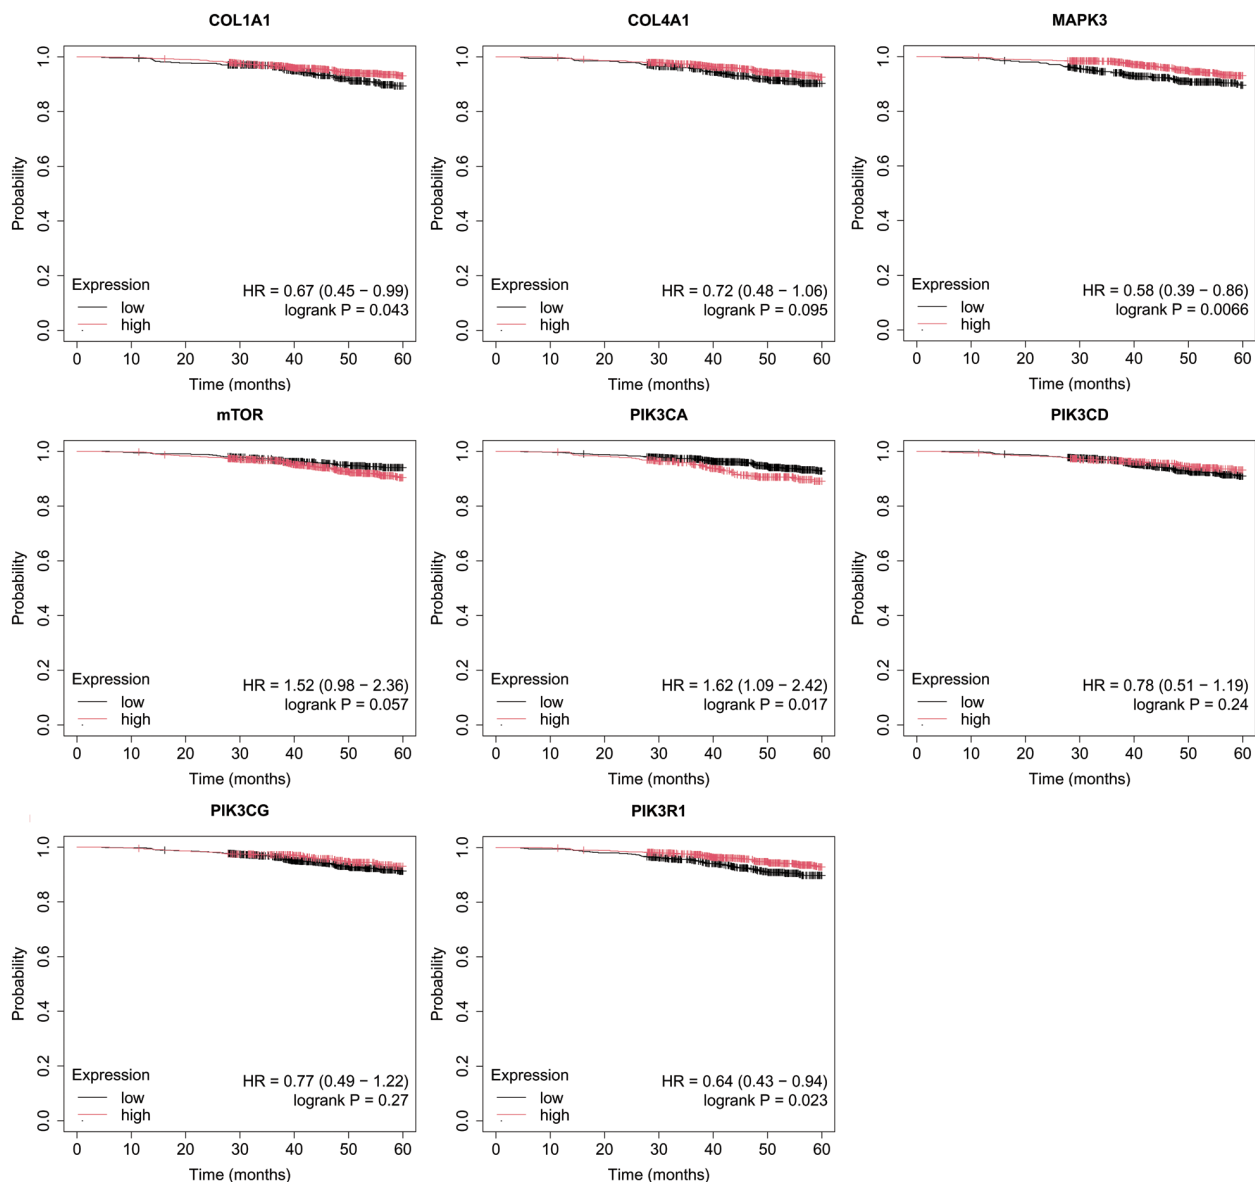 COL1A1
Probability
1.0
0.8
0.6
0.4
0.2
0.0
Expression
low
high
HR = 0.67 (0.45 − 0.99)
logrank P = 0.043
0 10 20 30 40 50 60
Time (months)
COL4A1
Probability
1.0
0.8
0.6
0.4
0.2
0.0
Expression
low
high
HR = 0.72 (0.48 − 1.06)
logrank P = 0.095
0 10 20 30 40 50 60
Time (months)
MAPK3
Probability
1.0
0.8
0.6
0.4
0.2
0.0
Expression
low
high
HR = 0.58 (0.39 − 0.86)
logrank P = 0.0066
0 10 20 30 40 50 60
Time (months)
mTOR
Probability
1.0
0.8
0.6
0.4
0.2
0.0
Expression
low
high
HR = 1.52 (0.98 − 2.36)
logrank P = 0.057
0 10 20 30 40 50 60
Time (months)
PIK3CA
Probability
1.0
0.8
0.6
0.4
0.2
0.0
Expression
low
high
HR = 1.62 (1.09 − 2.42)
logrank P = 0.017
0 10 20 30 40 50 60
Time (months)
PIK3CD
Probability
1.0
0.8
0.6
0.4
0.2
0.0
Expression
low
high
HR = 0.78 (0.51 − 1.19)
logrank P = 0.24
0 10 20 30 40 50 60
Time (months)
PIK3CG
Probability
1.0
0.8
0.6
0.4
0.2
0.0
Expression
low
high
HR = 0.77 (0.49 − 1.22)
logrank P = 0.27
0 10 20 30 40 50 60
Time (months)
PIK3R1
Probability
1.0
0.8
0.6
0.4
0.2
0.0
Expression
low
high
HR = 0.64 (0.43 − 0.94)
logrank P = 0.023
0 10 20 30 40 50 60
Time (months)